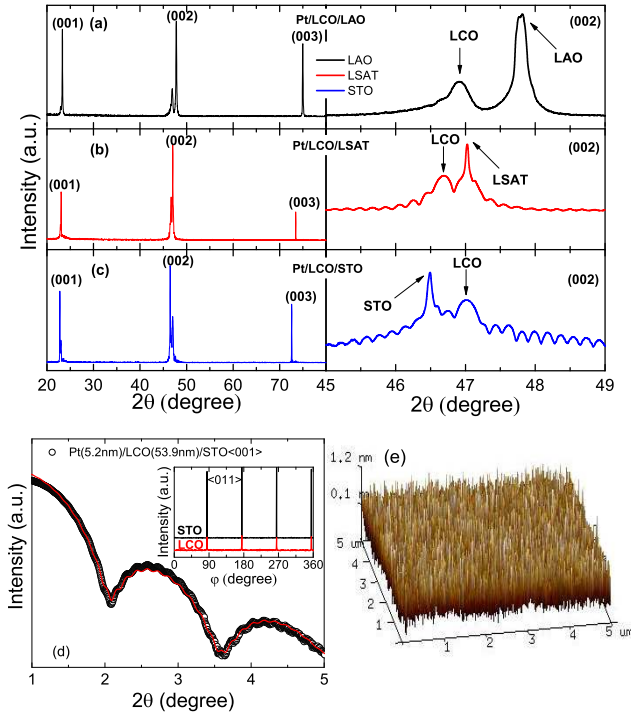 (001)
(a)
(002)
Pt/LCO/LAO
(003)
LAO
LSAT
STO
(002)
LCO
LAO
(b)
(002)
Pt/LCO/LSAT
(001)
(003)
LCO
LSAT
(002)
(c)
(002)
Pt/LCO/STO
(001)
(003)
STO
LCO
(002)
Intensity (a.u.)
20 30 40 50 60 70 80
45 46 47 48 49
2θ (degree)
2θ (degree)
Pt(5.2nm)/LCO(53.9nm)/STO<001>
Intensity (a.u.)
<011>
STO
LCO
0 90 180 270 360
φ (degree)
Intensity (a.u.)
(d)
1 2 3 4 5
2θ (degree)
(e)
1.2 nm
0.1
5 um
4
3
2
1
1 2 3 4 5 um